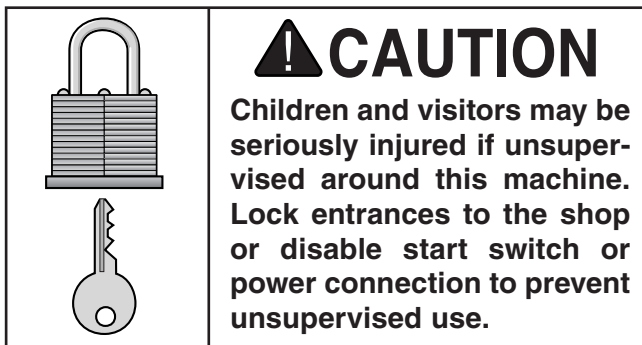 CAUTION
Children and visitors may be
seriously injured if unsuper-
vised around this machine.
Lock entrances to the shop
or disable start switch or
power connection to prevent
unsupervised use.